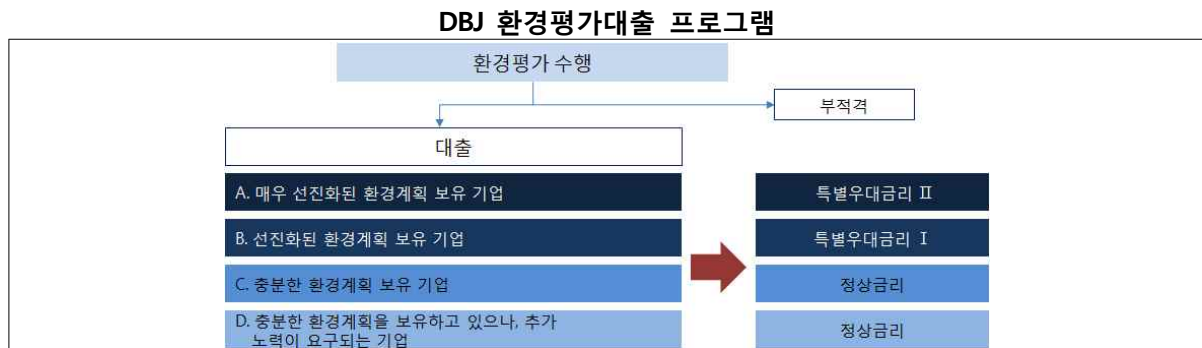 DBJ 환경평가대출 프로그램
환경평가 수행
부적격
대출
A. 매우 선진화된 환경계획 보유 기업
특별우대금리 Ⅱ
B. 선진화된 환경계획 보유 기업
특별우대금리 Ⅰ
C. 충분한 환경계획 보유 기업
정상금리
D. 충분한 환경계획을 보유하고 있으나, 추가
노력이 요구되는 기업
정상금리